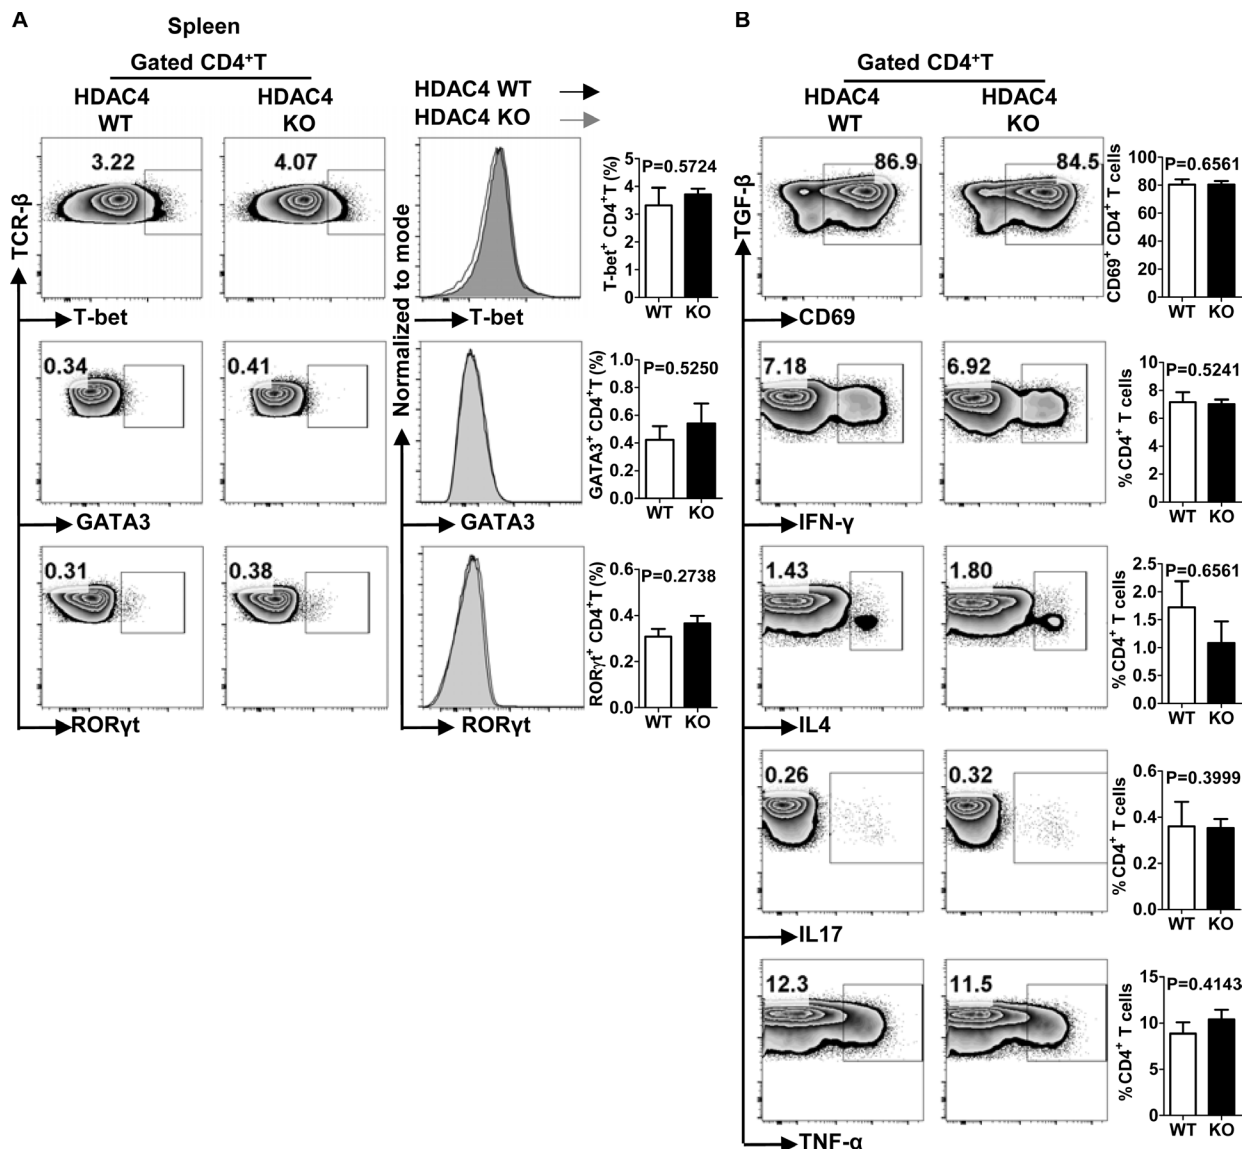 A
Spleen
Gated CD4⁺T
HDAC4
WT
HDAC4
KO
HDAC4 WT
HDAC4 KO
TCR-β
3.22
4.07
T-bet
0.34
0.41
GATA3
0.31
0.38
RORγt
Normalized to mode
T-bet
GATA3
RORγt
T-bet⁺ CD4⁺T (%)
5
4
3
2
1
0
P=0.5724
WT KO
GATA3⁺ CD4⁺T (%)
1.0
0.8
0.6
0.4
0.2
0.0
P=0.5250
WT KO
RORγt⁺ CD4⁺T (%)
0.6
0.4
0.2
0.0
P=0.2738
WT KO
B
Gated CD4⁺T
HDAC4
WT
HDAC4
KO
TGF-β
86.9
84.5
CD69
CD69⁺ CD4⁺ T cells
100
80
60
40
20
0
P=0.6561
WT KO
7.18
6.92
IFN-γ
%CD4⁺ T cells
10
8
6
4
2
0
P=0.5241
WT KO
1.43
1.80
IL4
%CD4⁺ T cells
2.5
2.0
1.5
1.0
0.5
0.0
P=0.6561
WT KO
0.26
0.32
IL17
%CD4⁺ T cells
0.6
0.4
0.2
0.0
P=0.3999
WT KO
12.3
11.5
TNF-α
%CD4⁺ T cells
15
10
5
0
P=0.4143
WT KO